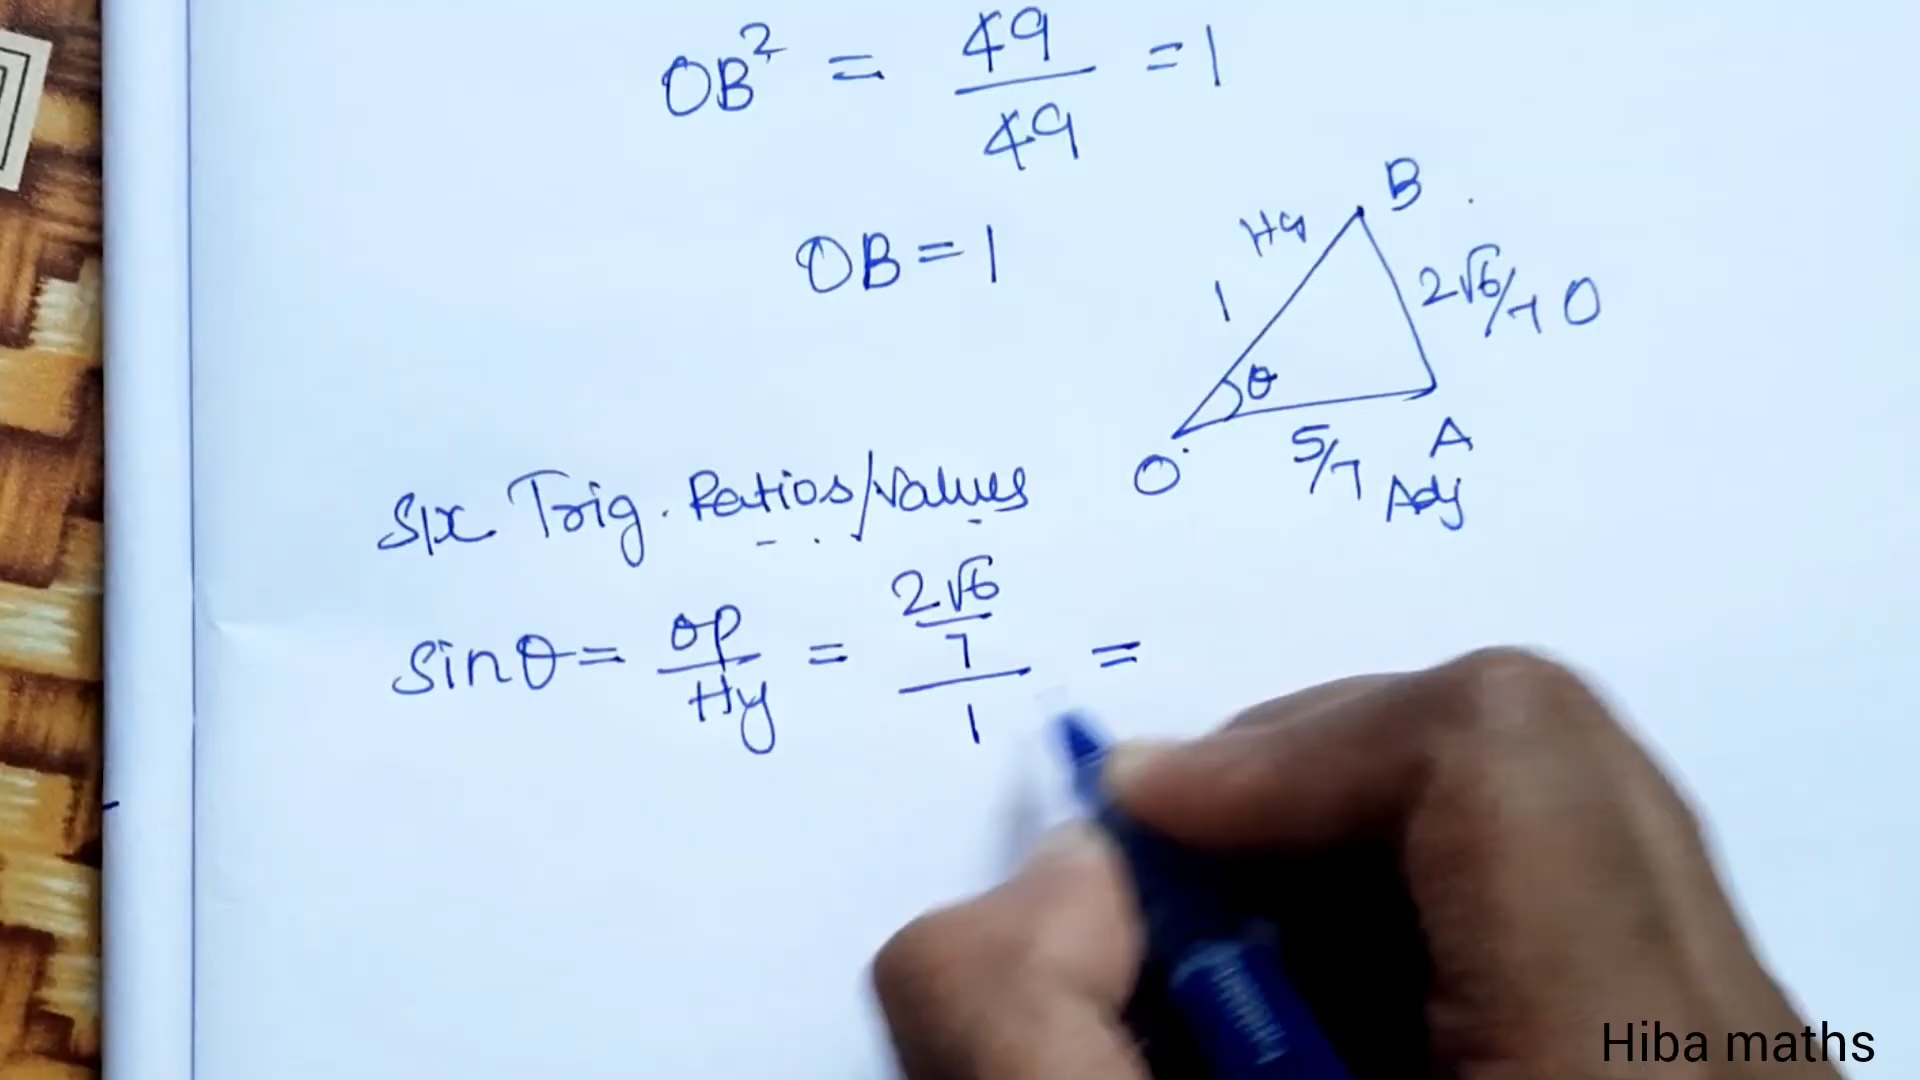 OB² = 49/49 = 1
OB = 1
B
Hy
1
2√6/7 O
θ
O
5/7
A
Adj
Six Trig. Ratios/Values
sinθ = OP/Hy = (2√6/7)/1 =
Hiba maths